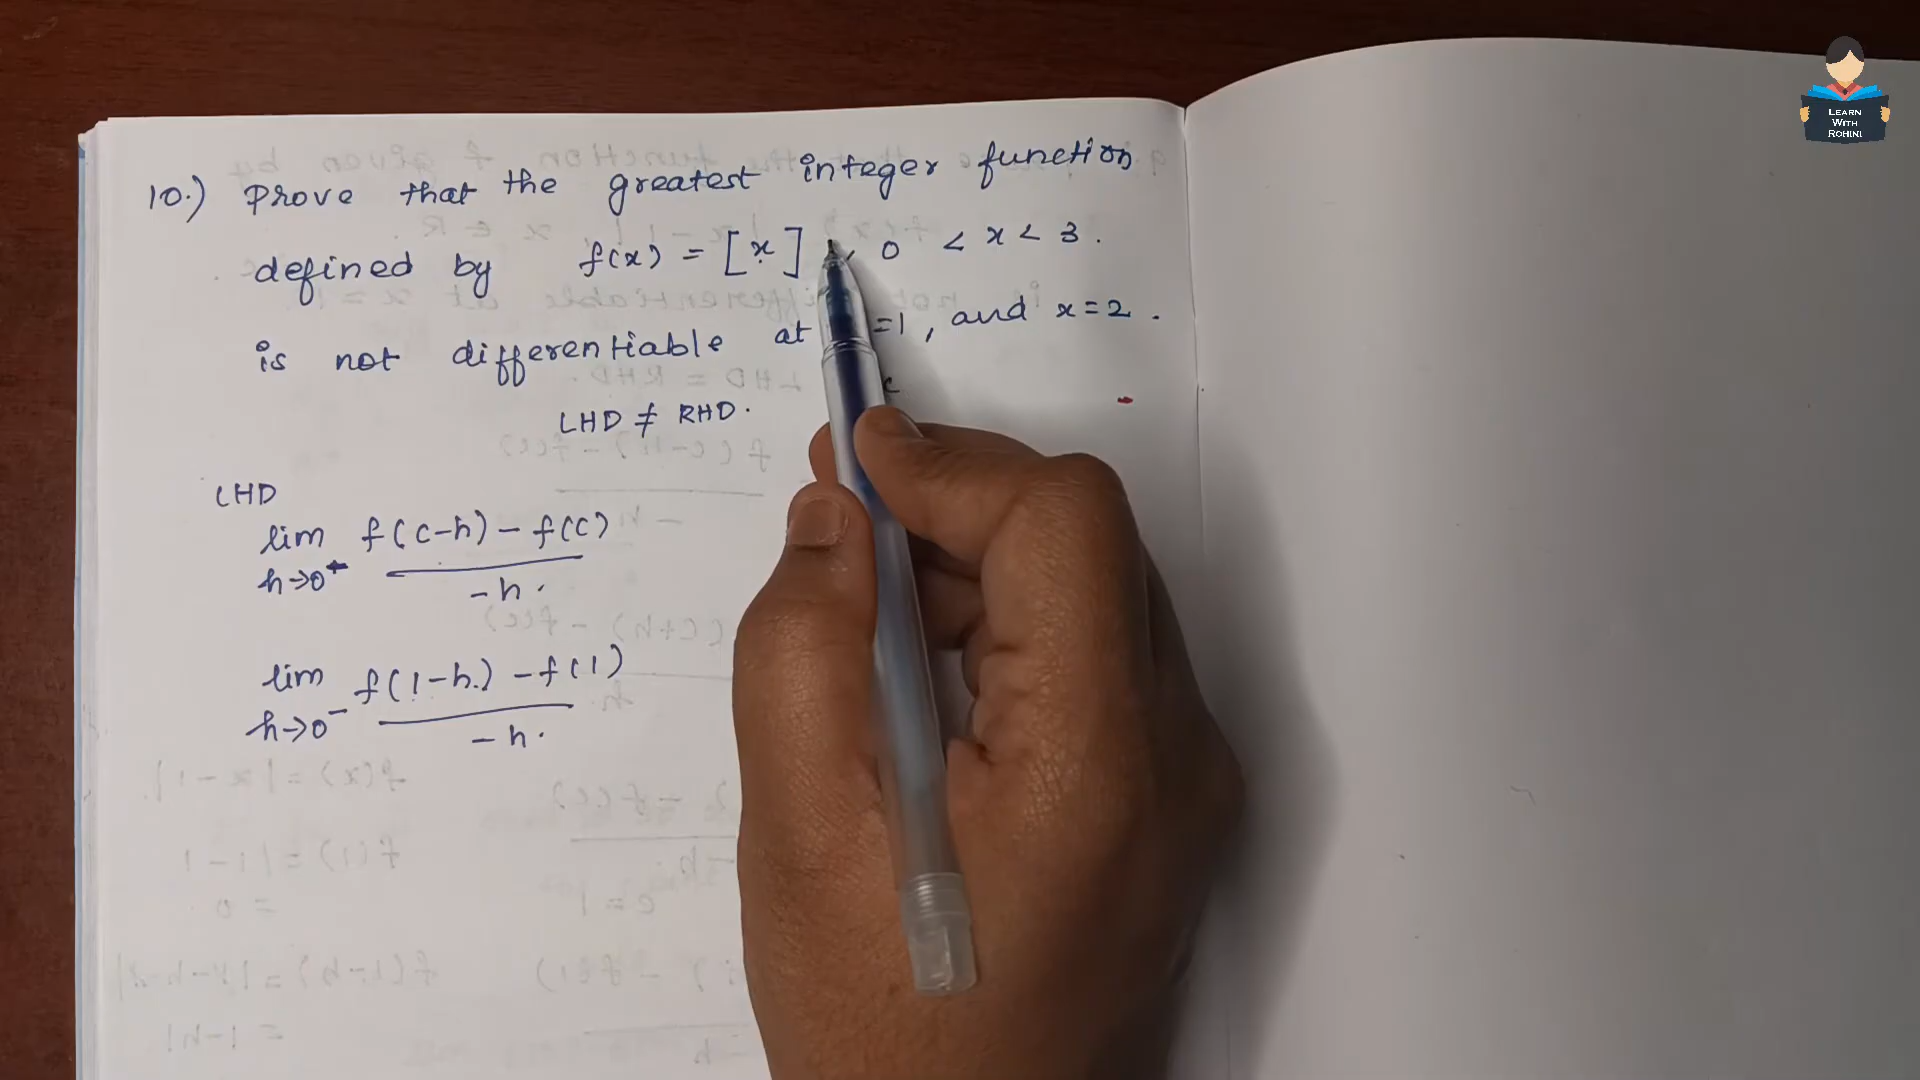 10.) Prove that the greatest integer function
defined by f(x) = [x], 0 < x < 3.
is not differentiable at =1, and x=2.
c
LHD ≠ RHD.
LHD
lim f(c-h) - f(c)
h→0⁻ -h.
lim f(1-h) - f(1)
h→0⁻ -h.
LEARN
WITH
ROHINI